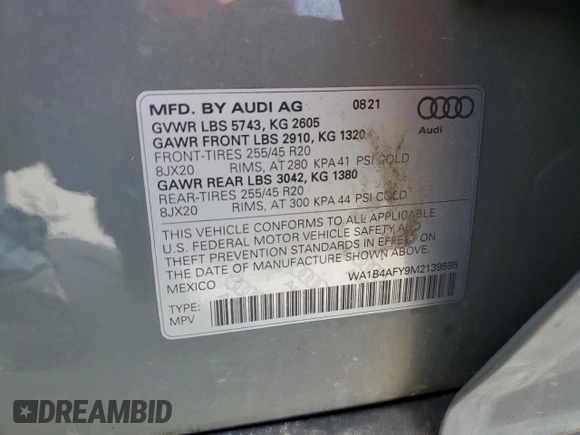 MFD. BY AUDI AG 08 21
GVWR LBS 5743, KG 2605
GAWR FRONT LBS 2910, KG 1320
FRONT-TIRES 255/45 R20
8JX20 RIMS, AT 280 KPA 41 PSI COLD
GAWR REAR LBS 3042, KG 1380
REAR-TIRES 255/45 R20
8JX20 RIMS, AT 300 KPA 44 PSI COLD
Audi
THIS VEHICLE CONFORMS TO ALL APPLICABLE
U.S. FEDERAL MOTOR VEHICLE SAFETY AND
THEFT PREVENTION STANDARDS IN EFFECT ON
THE DATE OF MANUFACTURE SHOWN ABOVE
MEXICO WA1B4AFY9M2139595
TYPE:
MPV
DREAMBID